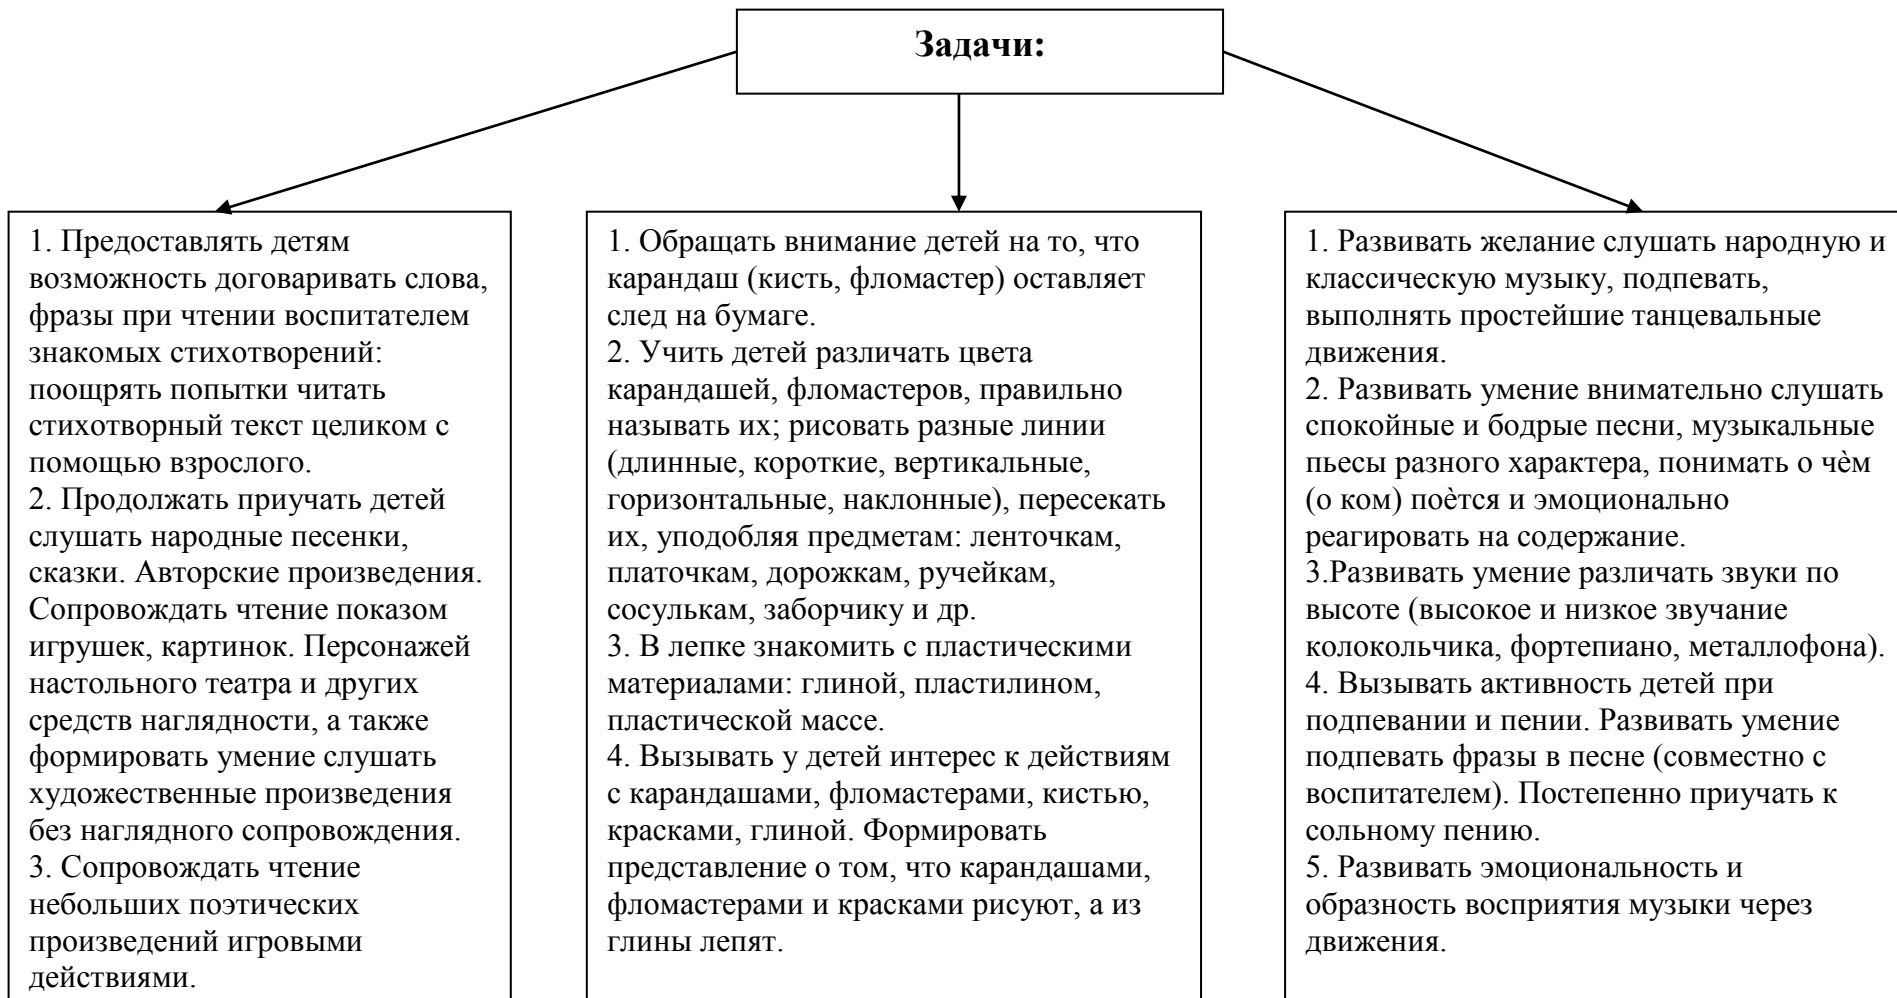 Задачи:
1. Предоставлять детям
возможность договаривать слова,
фразы при чтении воспитателем
знакомых стихотворений:
поощрять попытки читать
стихотворный текст целиком с
помощью взрослого.
2. Продолжать приучать детей
слушать народные песенки,
сказки. Авторские произведения.
Сопровождать чтение показом
игрушек, картинок. Персонажей
настольного театра и других
средств наглядности, а также
формировать умение слушать
художественные произведения
без наглядного сопровождения.
3. Сопровождать чтение
небольших поэтических
произведений игровыми
действиями.
1. Обращать внимание детей на то, что
карандаш (кисть, фломастер) оставляет
след на бумаге.
2. Учить детей различать цвета
карандашей, фломастеров, правильно
называть их; рисовать разные линии
(длинные, короткие, вертикальные,
горизонтальные, наклонные), пересекать
их, уподобляя предметам: ленточкам,
платочкам, дорожкам, ручейкам,
сосулькам, заборчику и др.
3. В лепке знакомить с пластическими
материалами: глиной, пластилином,
пластической массе.
4. Вызывать у детей интерес к действиям
с карандашами, фломастерами, кистью,
красками, глиной. Формировать
представление о том, что карандашами,
фломастерами и красками рисуют, а из
глины лепят.
1. Развивать желание слушать народную и
классическую музыку, подпевать,
выполнять простейшие танцевальные
движения.
2. Развивать умение внимательно слушать
спокойные и бодрые песни, музыкальные
пьесы разного характера, понимать о чѐм
(о ком) поѐтся и эмоционально
реагировать на содержание.
3.Развивать умение различать звуки по
высоте (высокое и низкое звучание
колокольчика, фортепиано, металлофона).
4. Вызывать активность детей при
подпевании и пении. Развивать умение
подпевать фразы в песне (совместно с
воспитателем). Постепенно приучать к
сольному пению.
5. Развивать эмоциональность и
образность восприятия музыки через
движения.